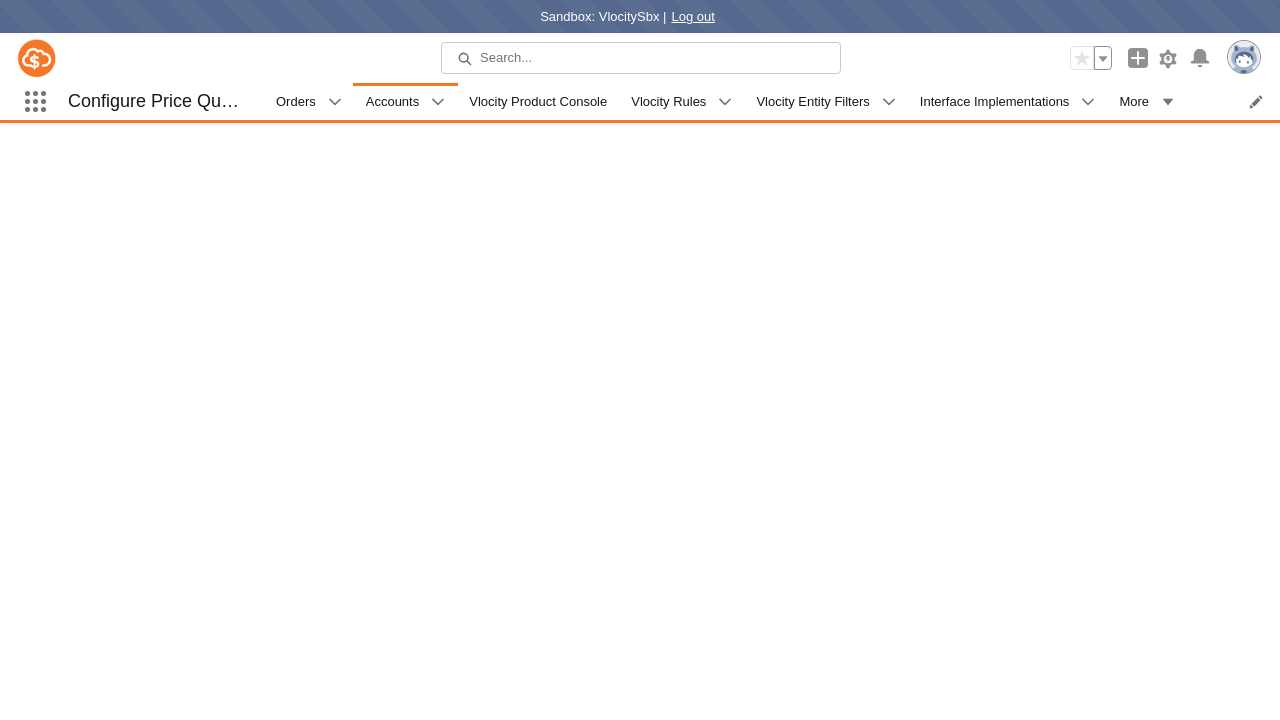 Sandbox: VlocitySbx | Log out
Search...
Configure Price Qu… Orders Accounts Vlocity Product Console Vlocity Rules Vlocity Entity Filters Interface Implementations More